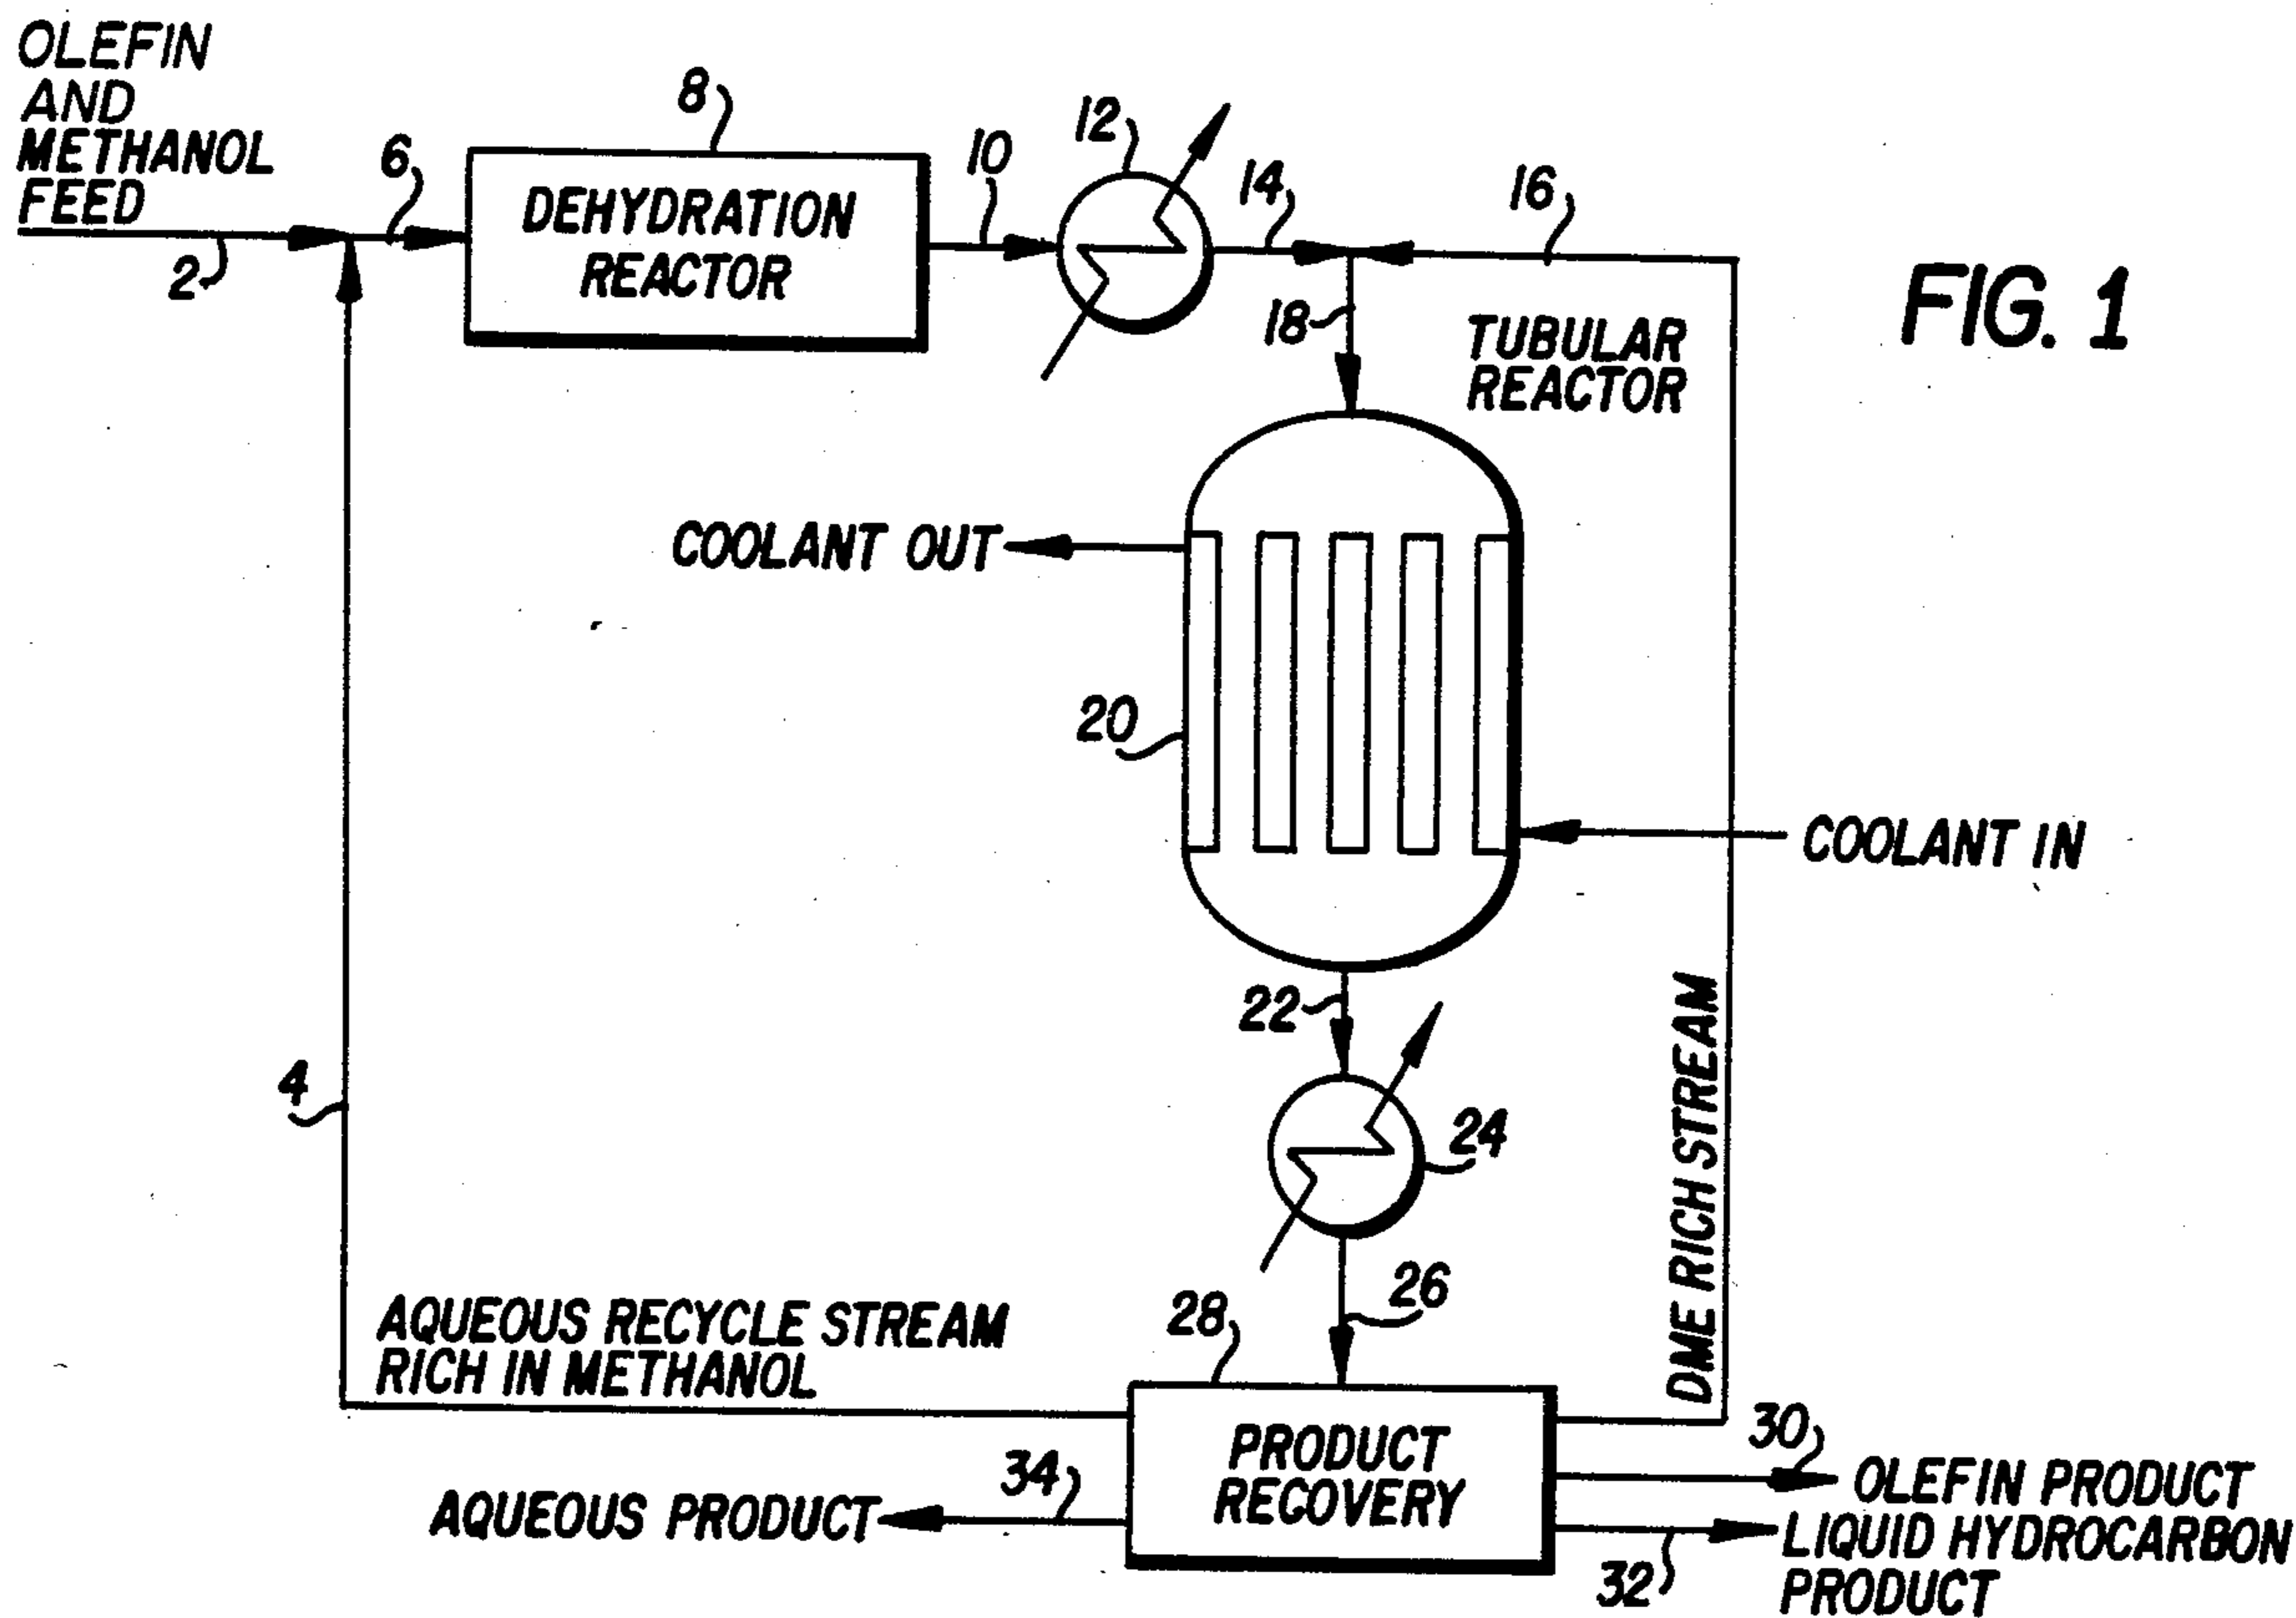 OLEFIN
AND
METHANOL
FEED
2
6
8
DEHYDRATION
REACTOR
10
12
14
16
18
FIG. 1
TUBULAR
REACTOR
COOLANT OUT
20
COOLANT IN
22
4
24
DME RICH STREAM
26
AQUEOUS RECYCLE STREAM
RICH IN METHANOL
28
PRODUCT
RECOVERY
34
AQUEOUS PRODUCT
30
OLEFIN PRODUCT
LIQUID HYDROCARBON
PRODUCT
32